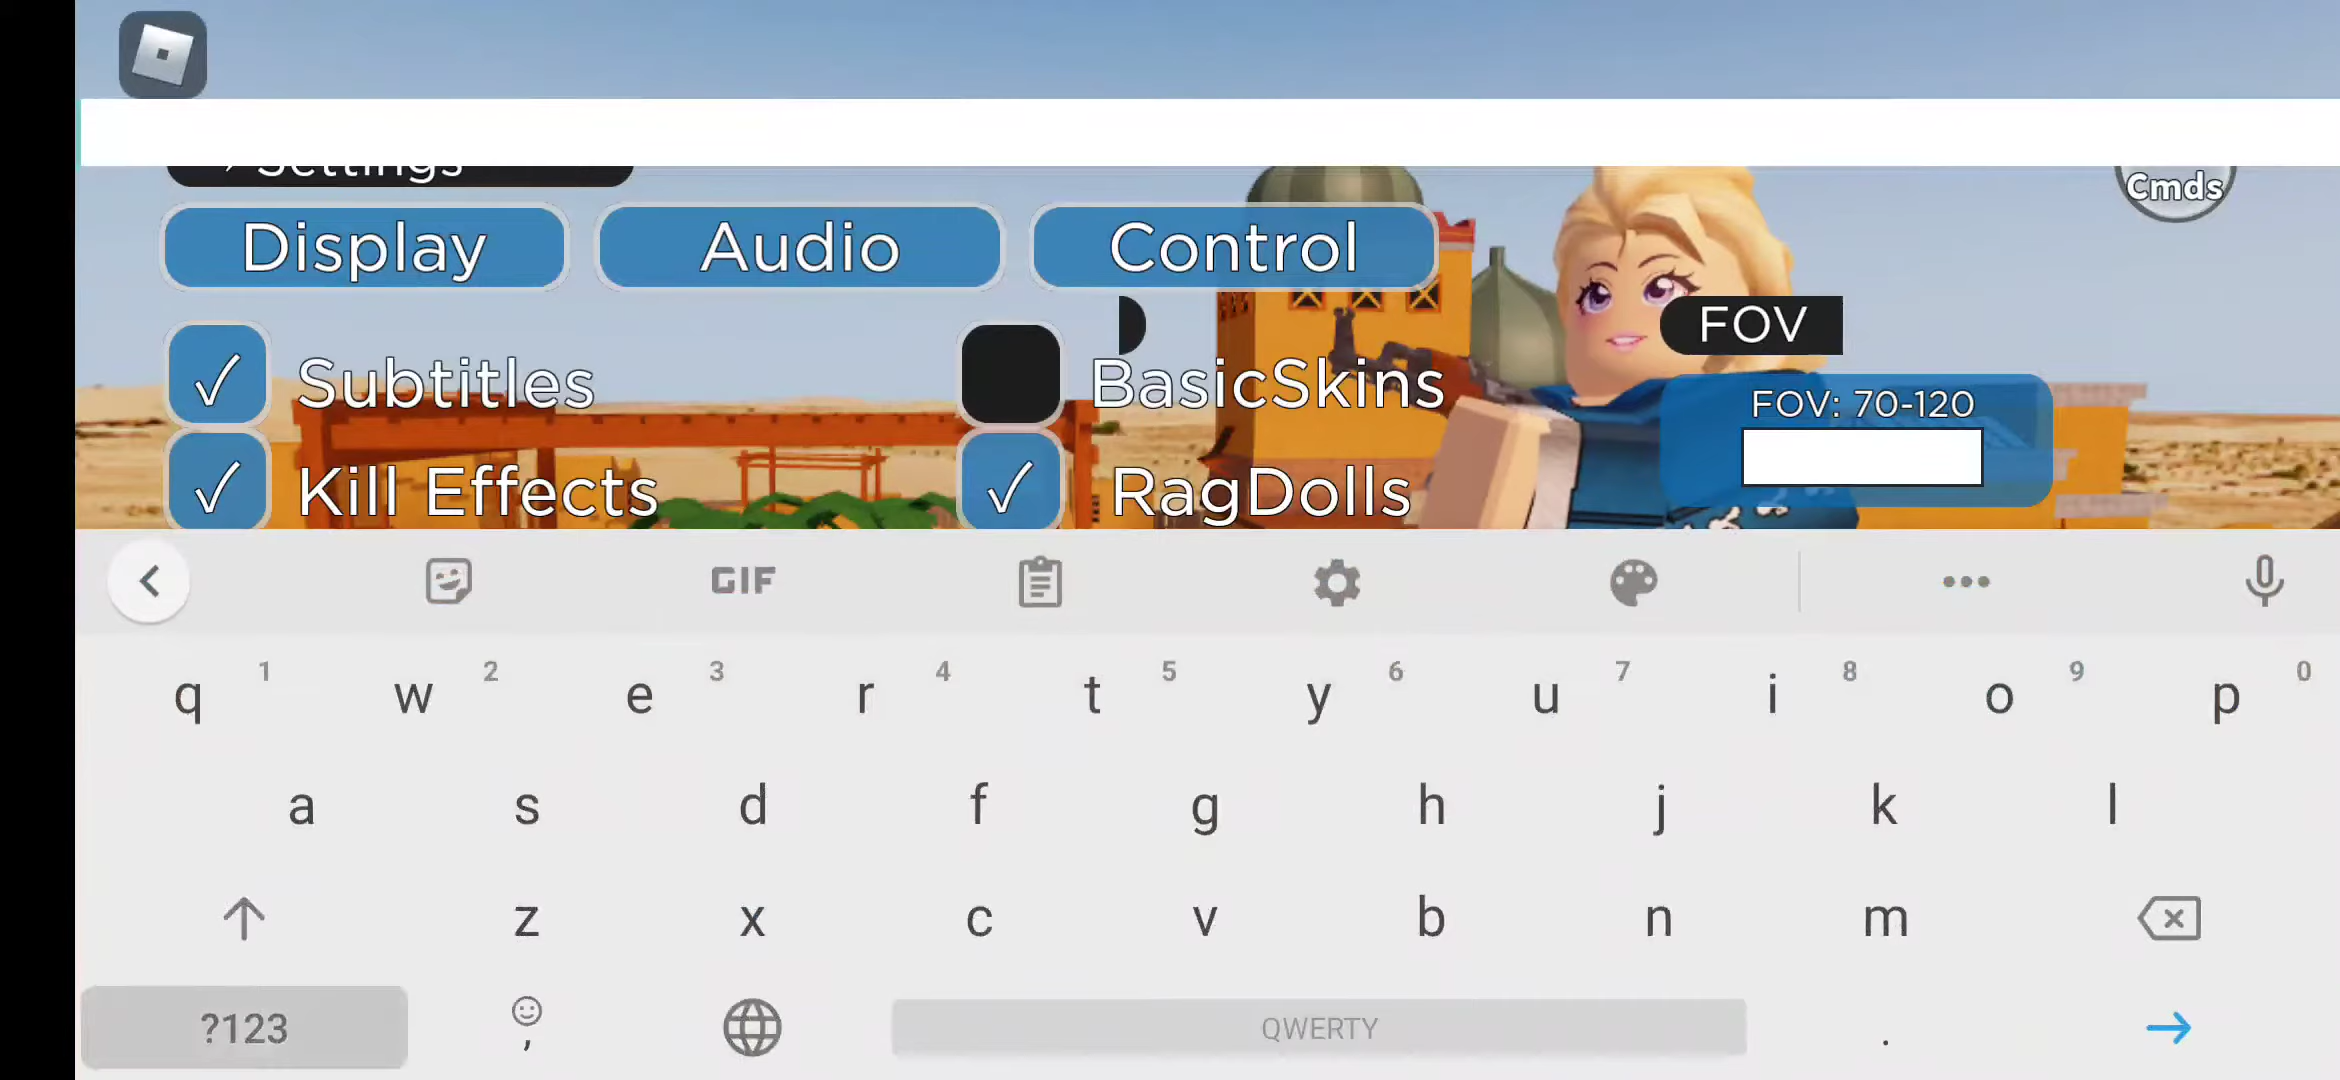 Settings
Cmds
Display
Audio
Control
FOV
Subtitles
BasicSkins
FOV: 70-120
Kill Effects
RagDolls
GIF
q 1 w 2 e 3 r 4 t 5 y 6 u 7 i 8 o 9 p 0
a s d f g h j k l
z x c v b n m
?123 , QWERTY .